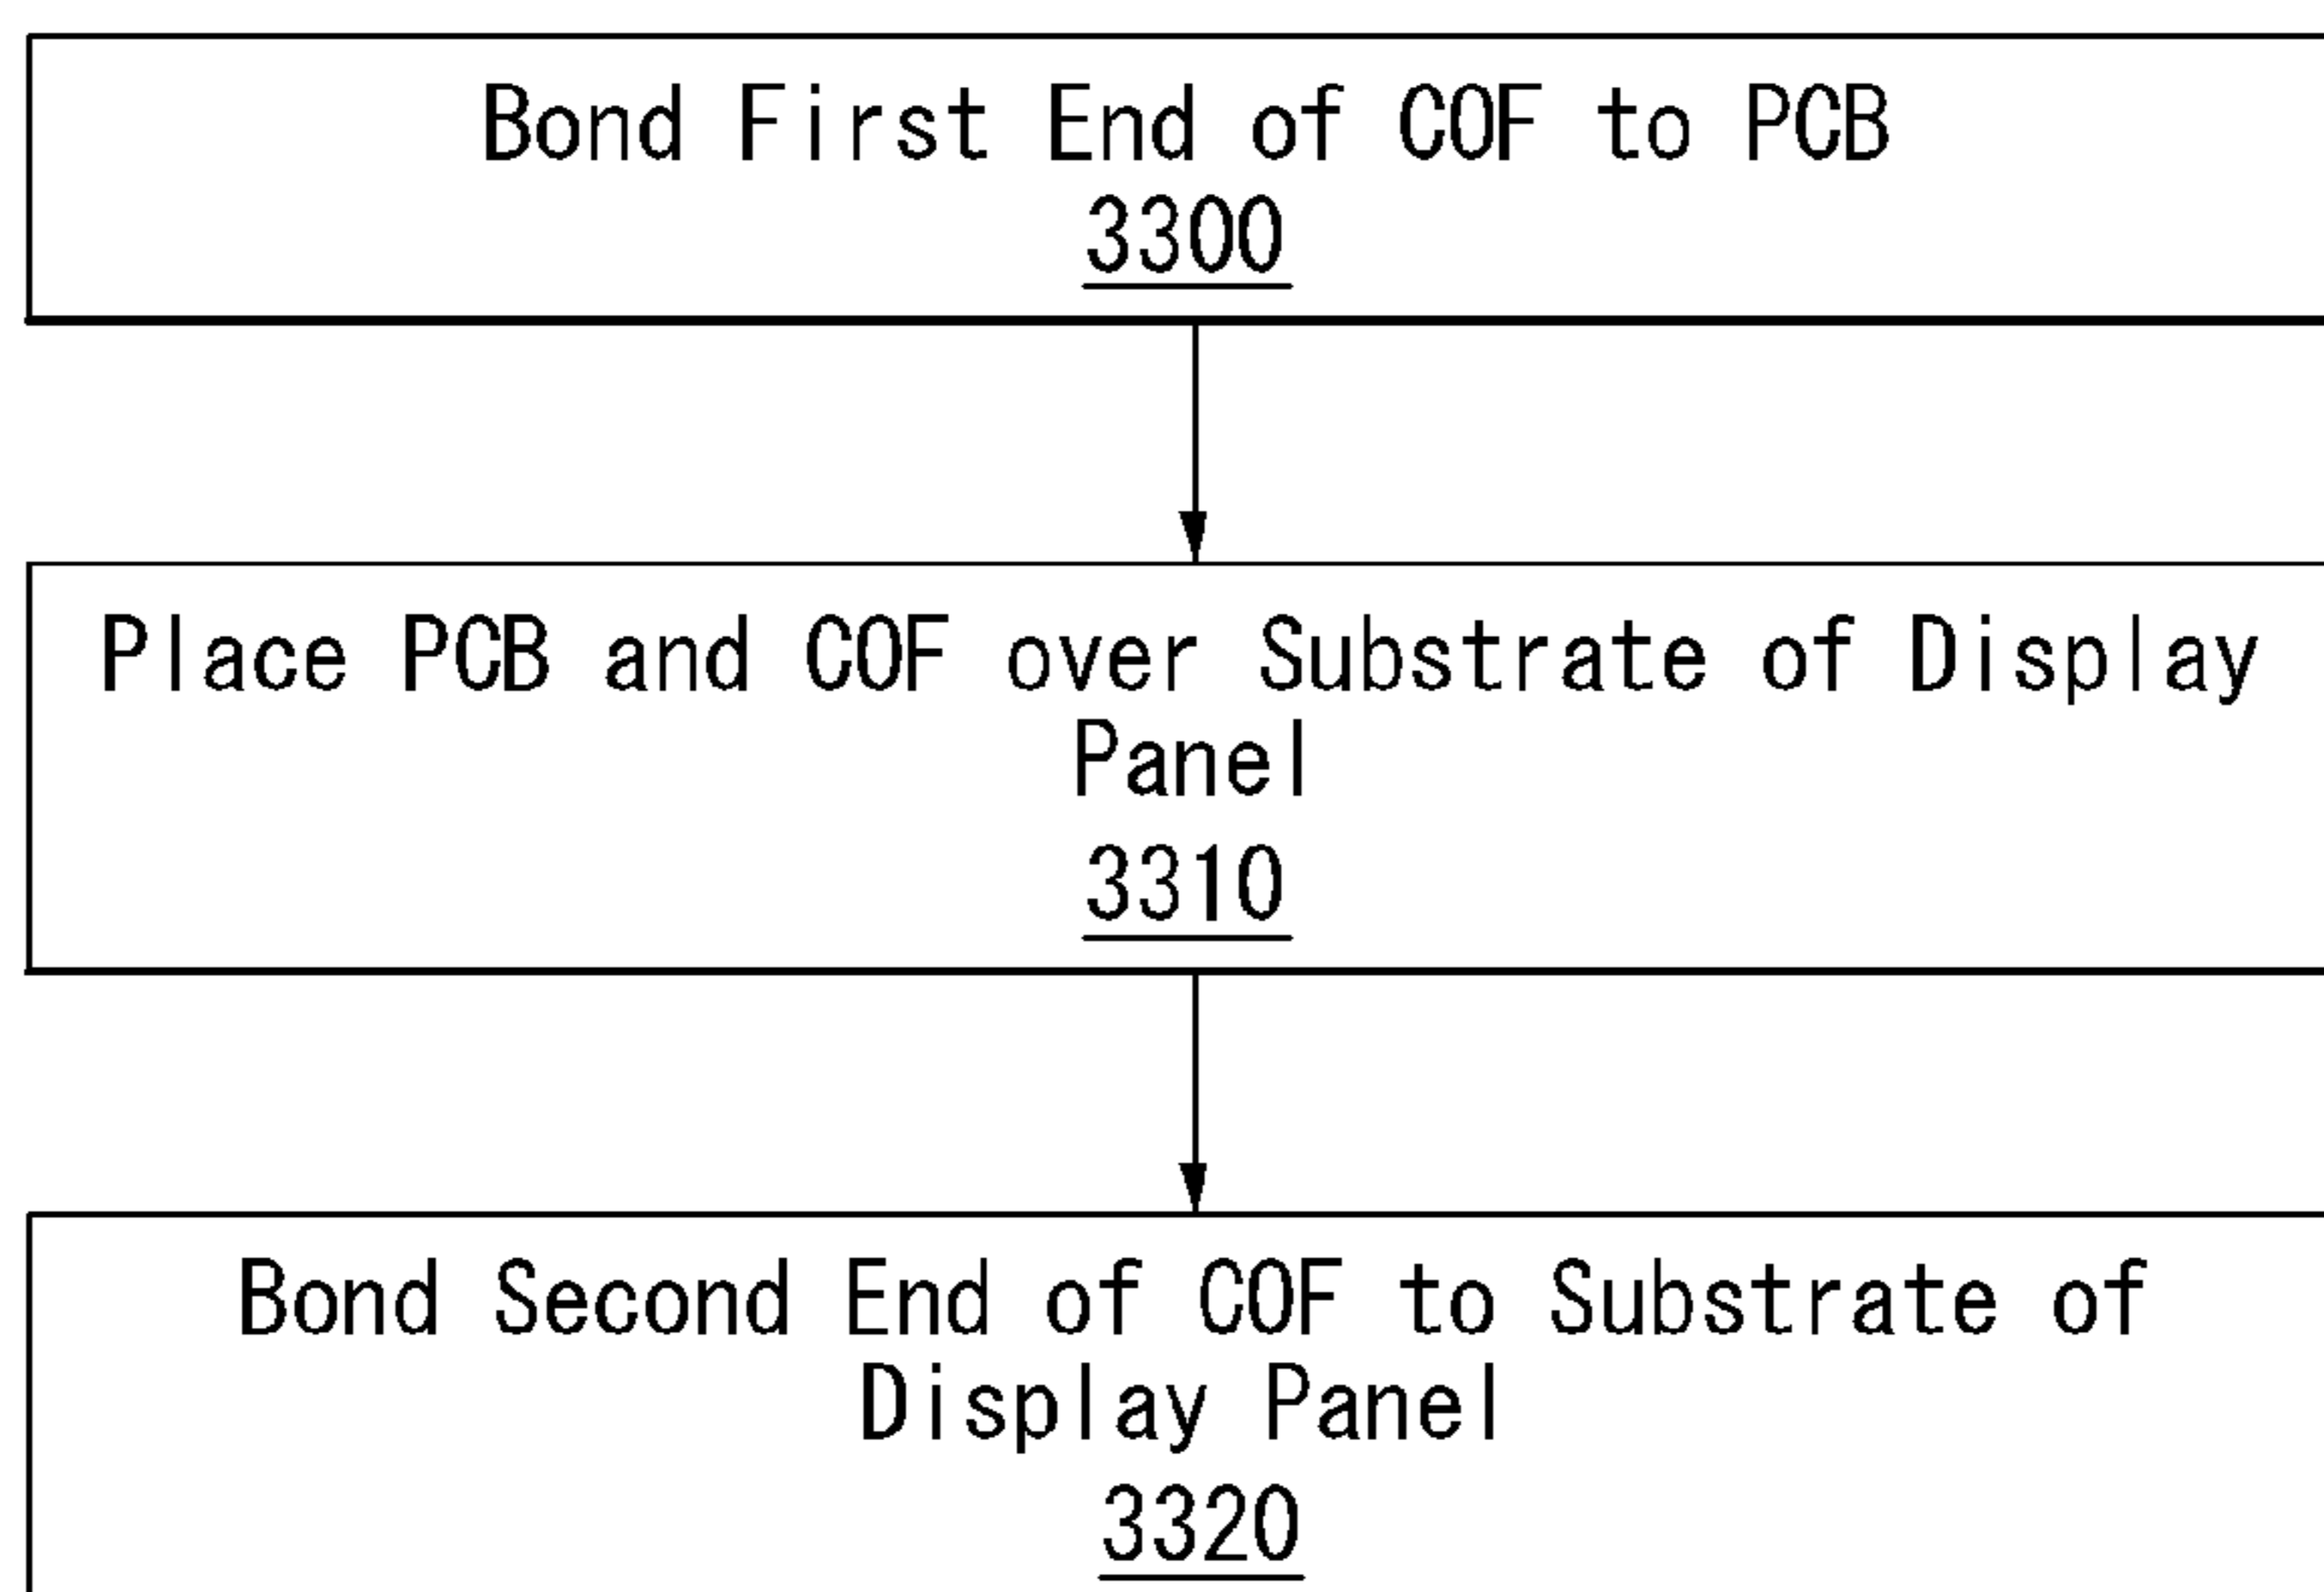 Bond First End of COF to PCB
3300
Place PCB and COF over Substrate of Display
Panel
3310
Bond Second End of COF to Substrate of
Display Panel
3320